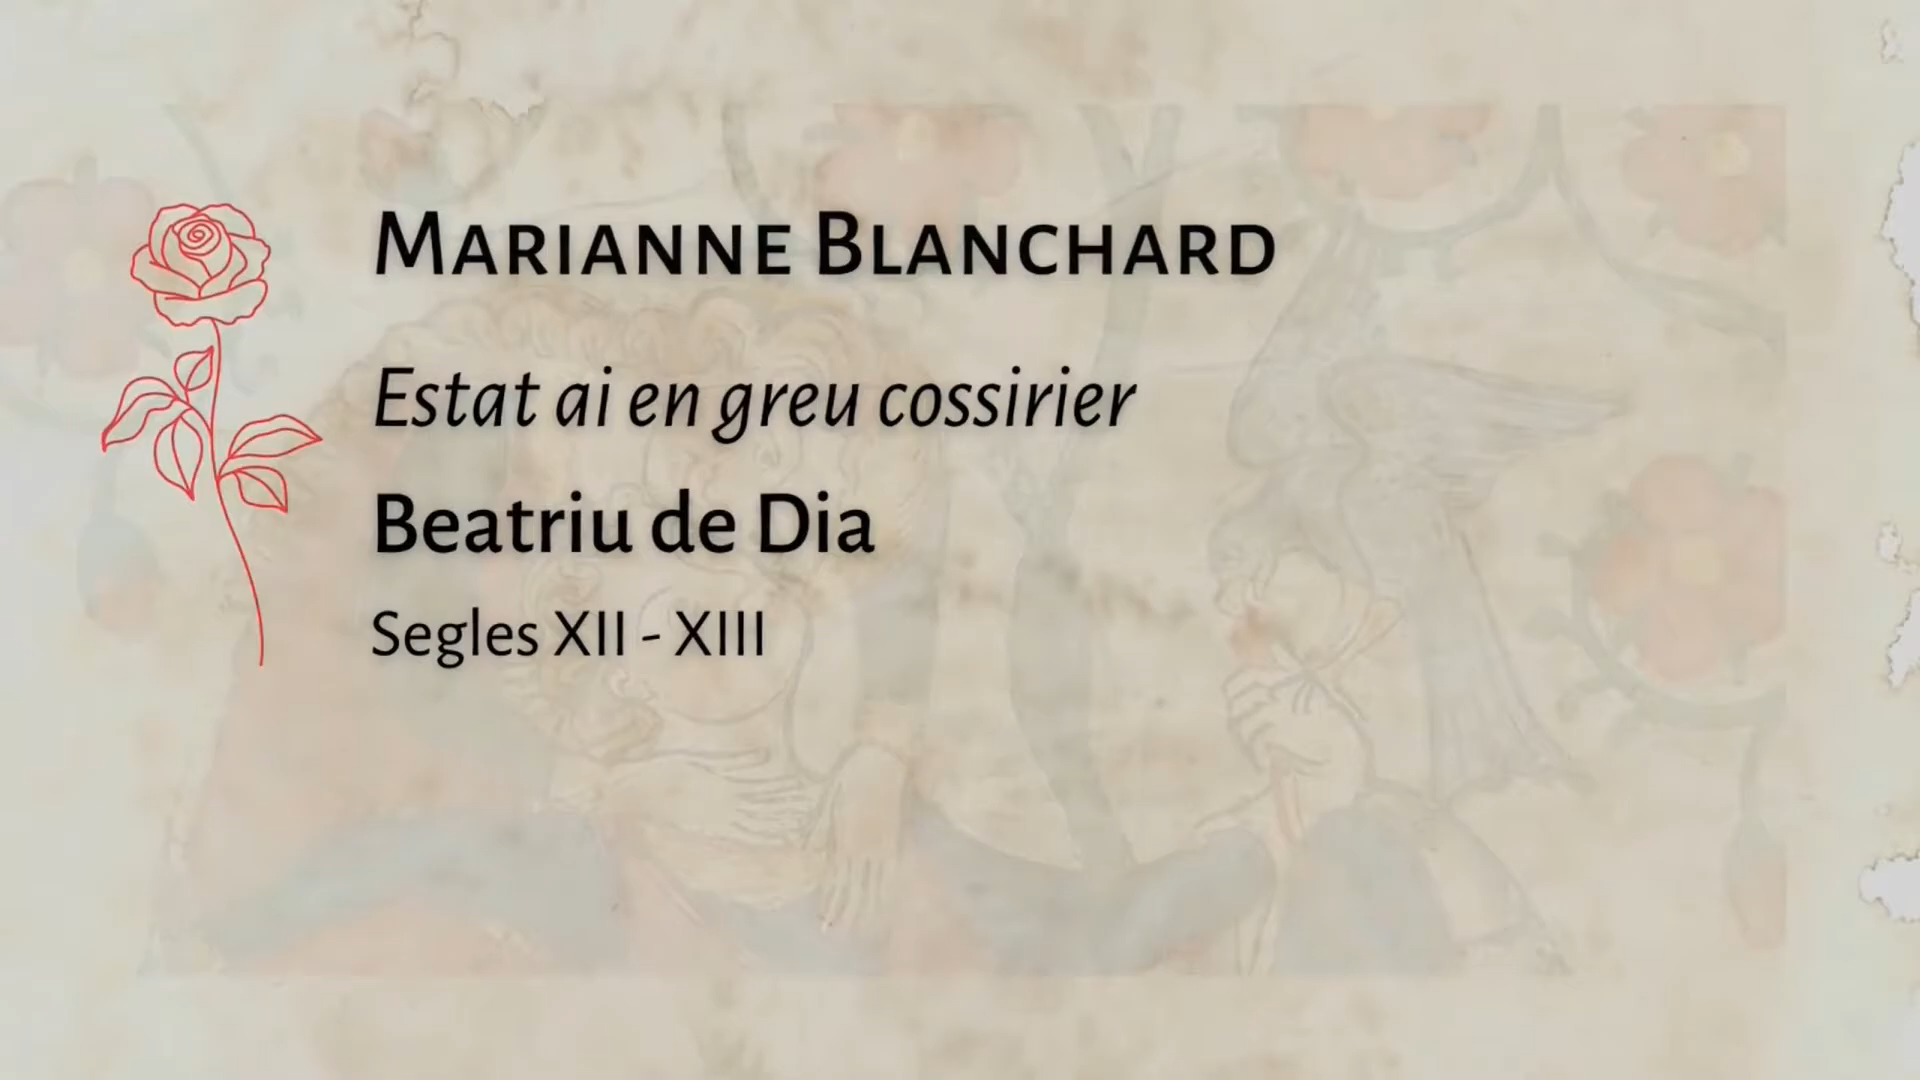 Marianne Blanchard
Estat ai en greu cossirier
Beatriu de Dia
Segles XII - XIII